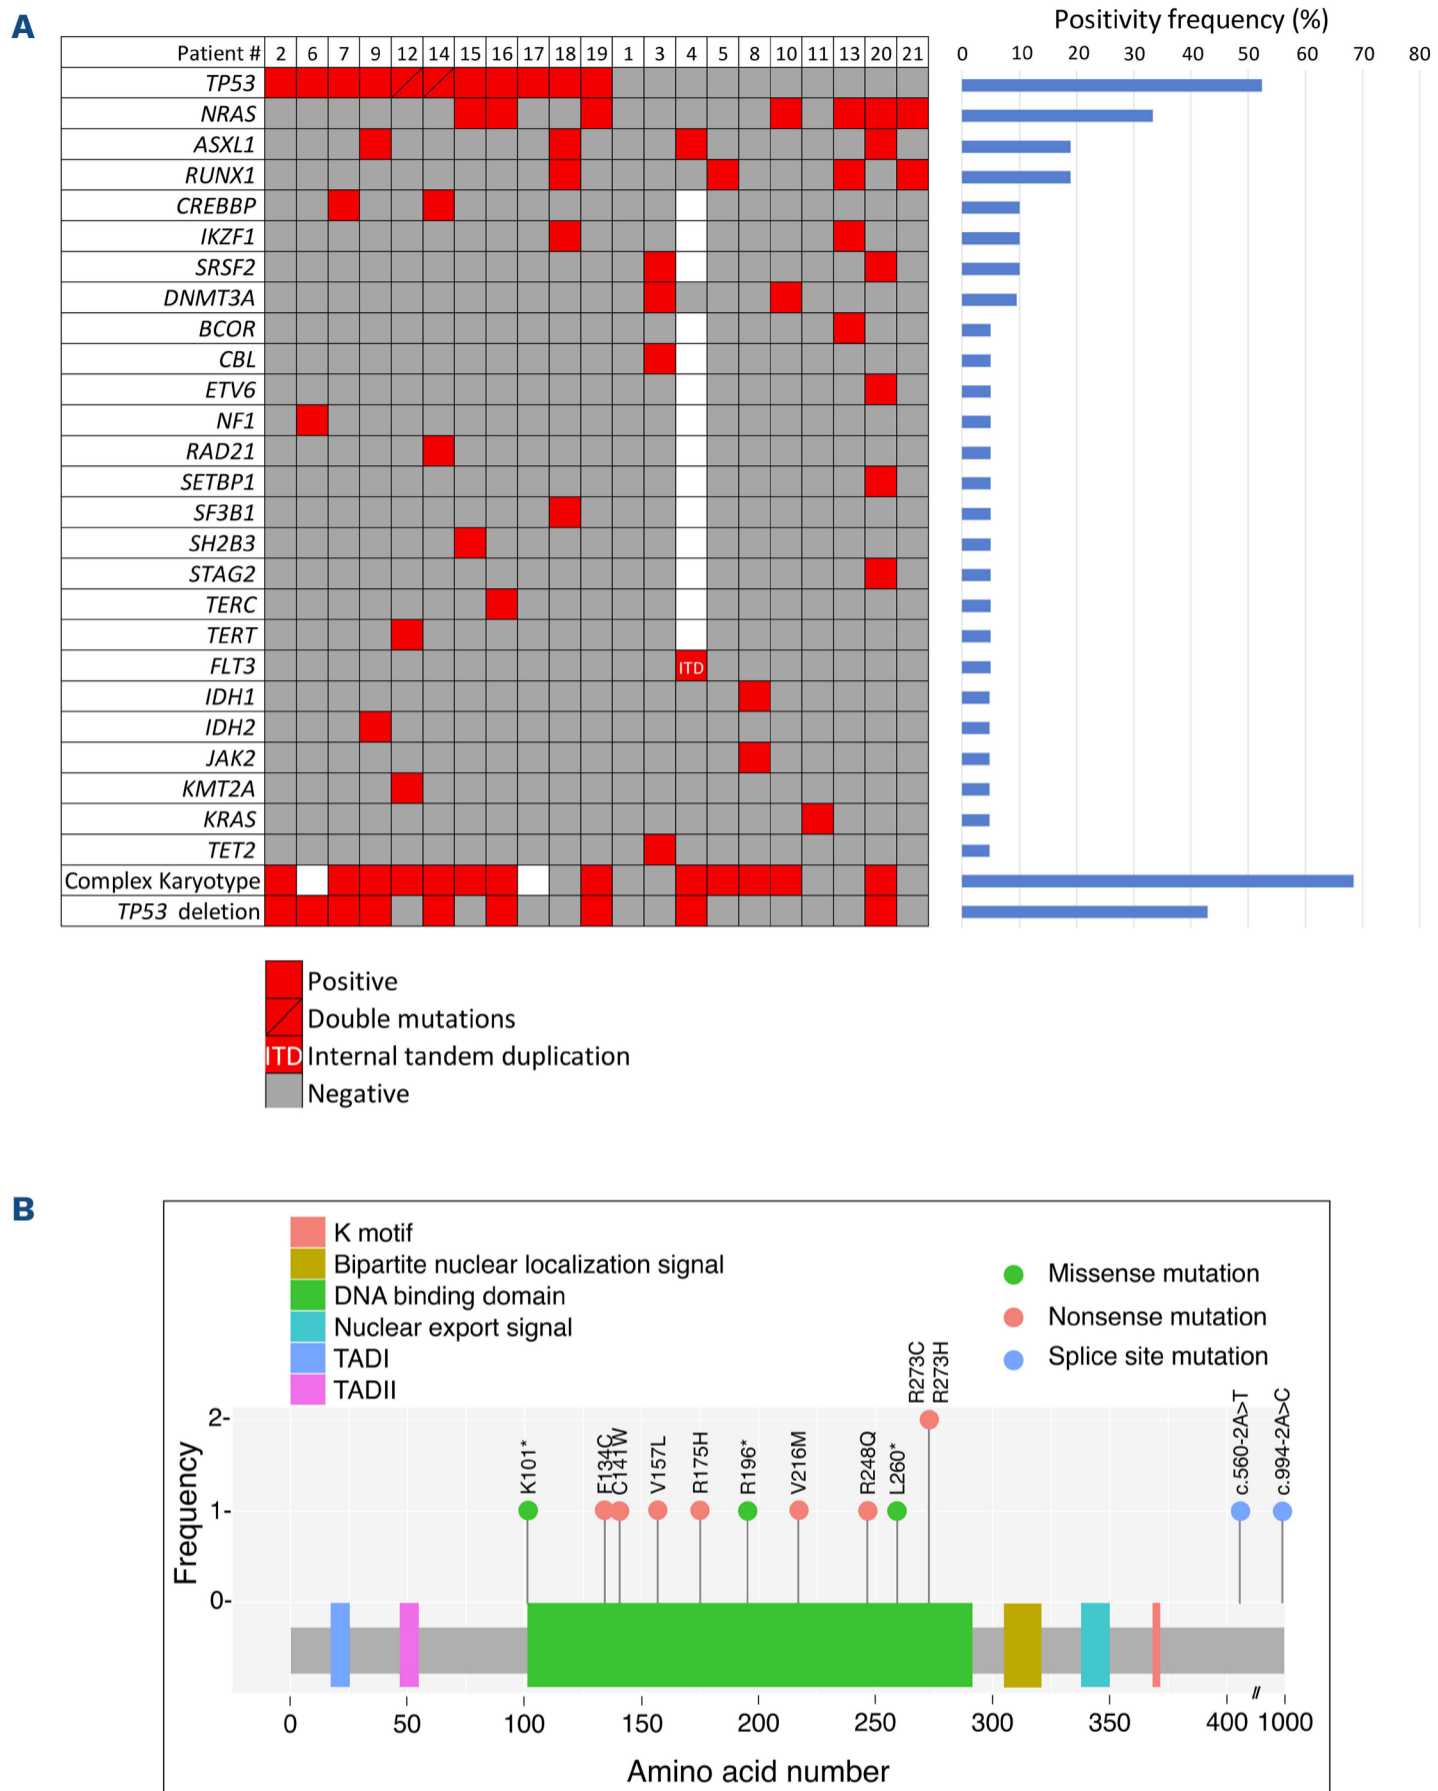 A
Positivity frequency (%)
Patient # 2 6 7 9 12 14 15 16 17 18 19 1 3 4 5 8 10 11 13 20 21
0 10 20 30 40 50 60 70 80
TP53
NRAS
ASXL1
RUNX1
CREBBP
IKZF1
SRSF2
DNMT3A
BCOR
CBL
ETV6
NF1
RAD21
SETBP1
SF3B1
SH2B3
STAG2
TERC
TERT
FLT3 ITD
IDH1
IDH2
JAK2
KMT2A
KRAS
TET2
Complex Karyotype
TP53 deletion
Positive
Double mutations
ITD Internal tandem duplication
Negative
B
K motif
Bipartite nuclear localization signal
DNA binding domain
Nuclear export signal
TADI
TADII
Missense mutation
Nonsense mutation
Splice site mutation
Frequency
2-
1-
0-
K101*
F134C
C141W
V157L
R175H
R196*
V216M
R248Q
L260*
R273C
R273H
c.560-2A>T
c.994-2A>C
0 50 100 150 200 250 300 350 400 // 1000
Amino acid number